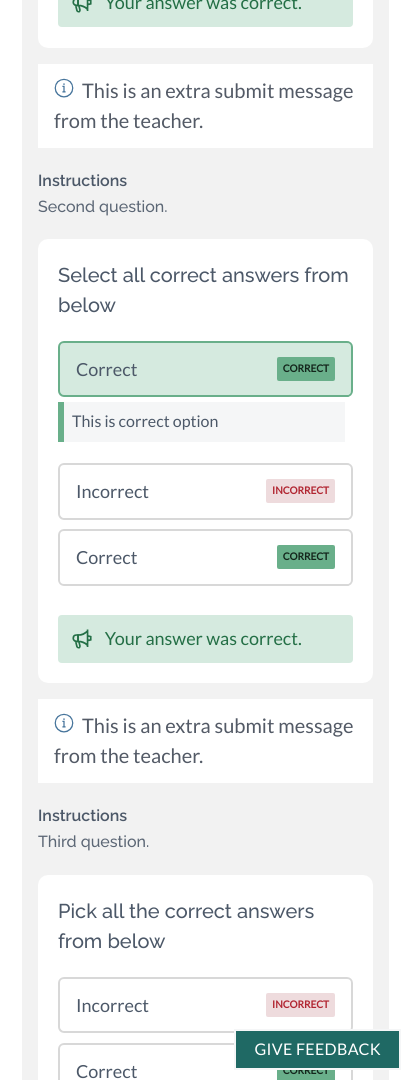 Your answer was correct.
This is an extra submit message
from the teacher.
Instructions
Second question.
Select all correct answers from
below
Correct CORRECT
This is correct option
Incorrect INCORRECT
Correct CORRECT
Your answer was correct.
This is an extra submit message
from the teacher.
Instructions
Third question.
Pick all the correct answers
from below
Incorrect INCORRECT
GIVE FEEDBACK
Correct CORRECT